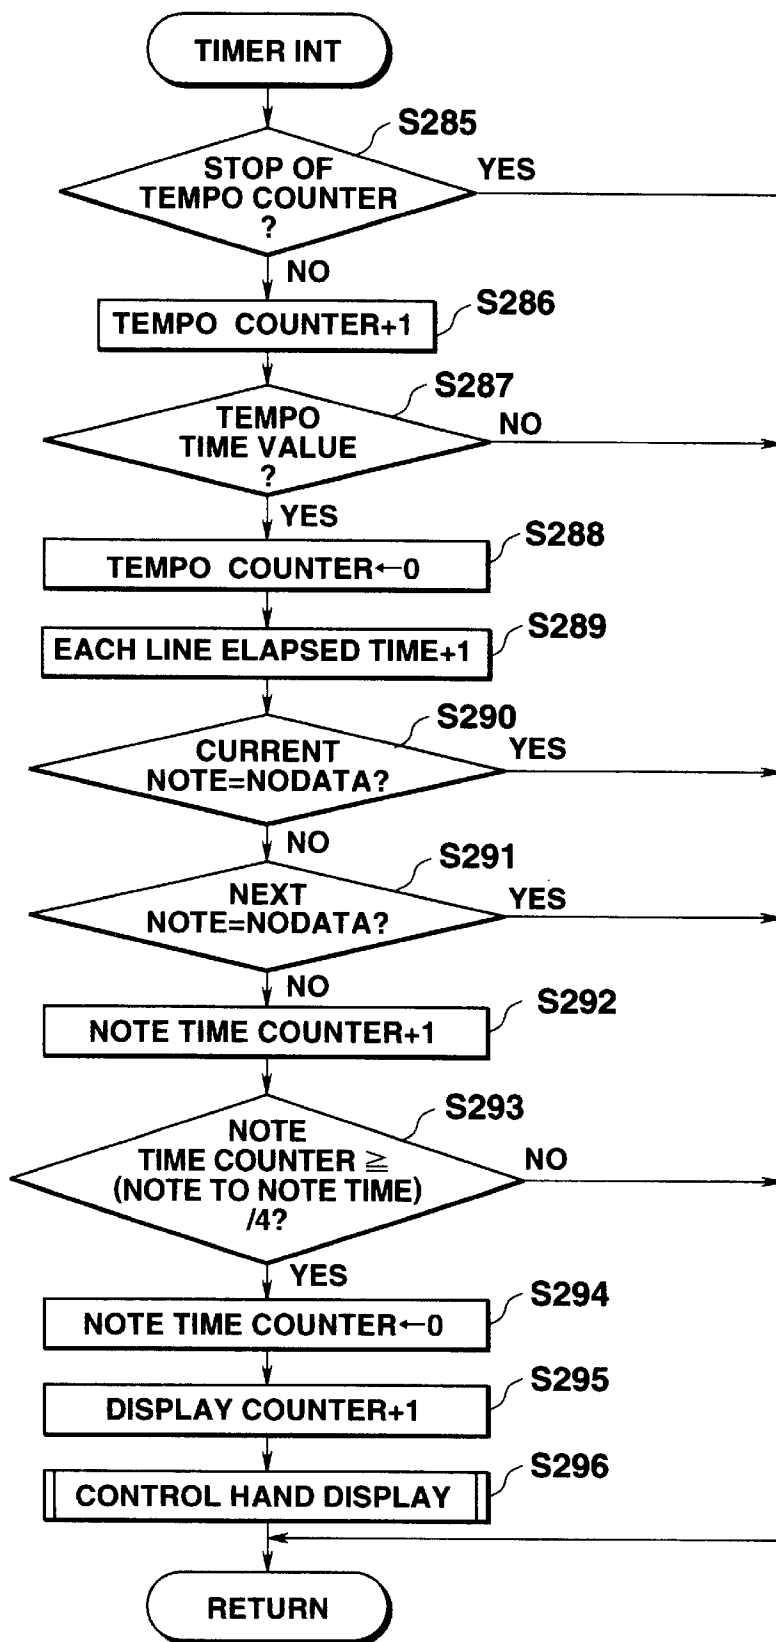 TIMER INT
S285
STOP OF
TEMPO COUNTER
?
YES
NO
S286
TEMPO COUNTER+1
S287
TEMPO
TIME VALUE
?
NO
YES
S288
TEMPO COUNTER←0
S289
EACH LINE ELAPSED TIME+1
S290
CURRENT
NOTE=NODATA?
YES
NO
S291
NEXT
NOTE=NODATA?
YES
NO
S292
NOTE TIME COUNTER+1
S293
NOTE
TIME COUNTER ≧
(NOTE TO NOTE TIME)
/4?
NO
YES
S294
NOTE TIME COUNTER←0
S295
DISPLAY COUNTER+1
S296
CONTROL HAND DISPLAY
RETURN